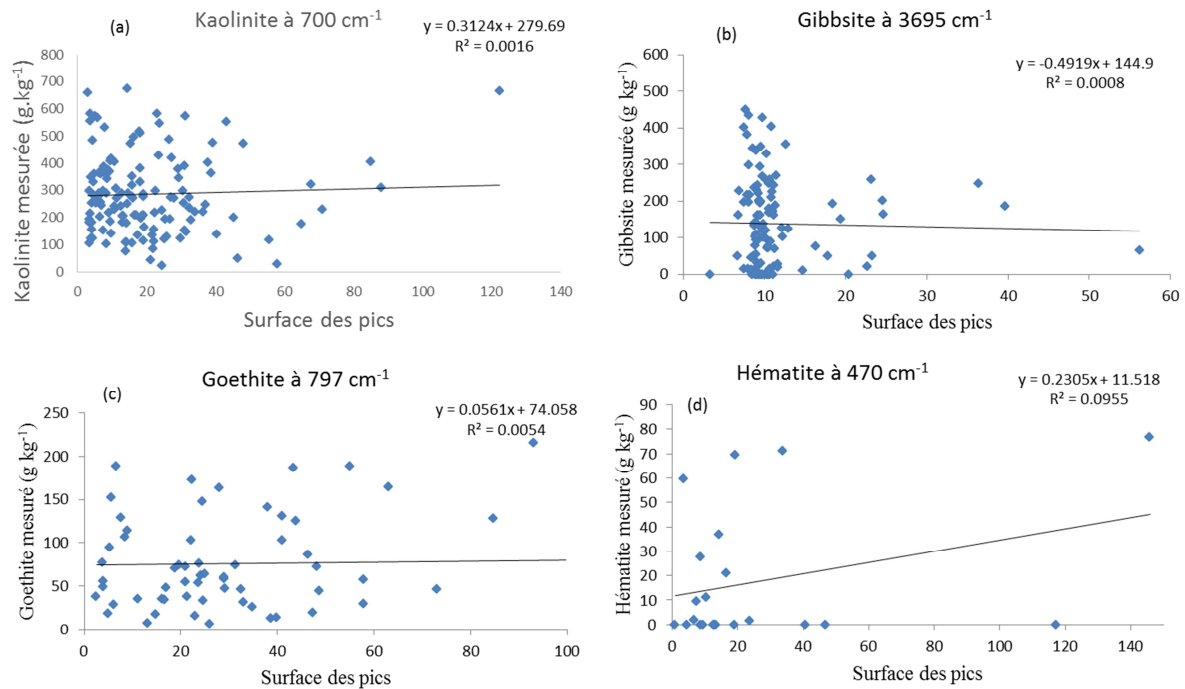 Kaolinite à 700 cm⁻¹
(a)
y = 0.3124x + 279.69
R² = 0.0016
Kaolinite mesurée (g.kg⁻¹)
800
700
600
500
400
300
200
100
0
0 20 40 60 80 100 120 140
Surface des pics
Gibbsite à 3695 cm⁻¹
(b)
y = -0.4919x + 144.9
R² = 0.0008
Gibbsite mesurée (g kg⁻¹)
600
500
400
300
200
100
0
0 10 20 30 40 50 60
Surface des pics
Goethite à 797 cm⁻¹
(c)
y = 0.0561x + 74.058
R² = 0.0054
Goethite mesuré (g kg⁻¹)
250
200
150
100
50
0
0 20 40 60 80 100
Surface des pics
Hématite à 470 cm⁻¹
(d)
y = 0.2305x + 11.518
R² = 0.0955
Hématite mesuré (g kg⁻¹)
90
80
70
60
50
40
30
20
10
0
0 20 40 60 80 100 120 140
Surface des pics